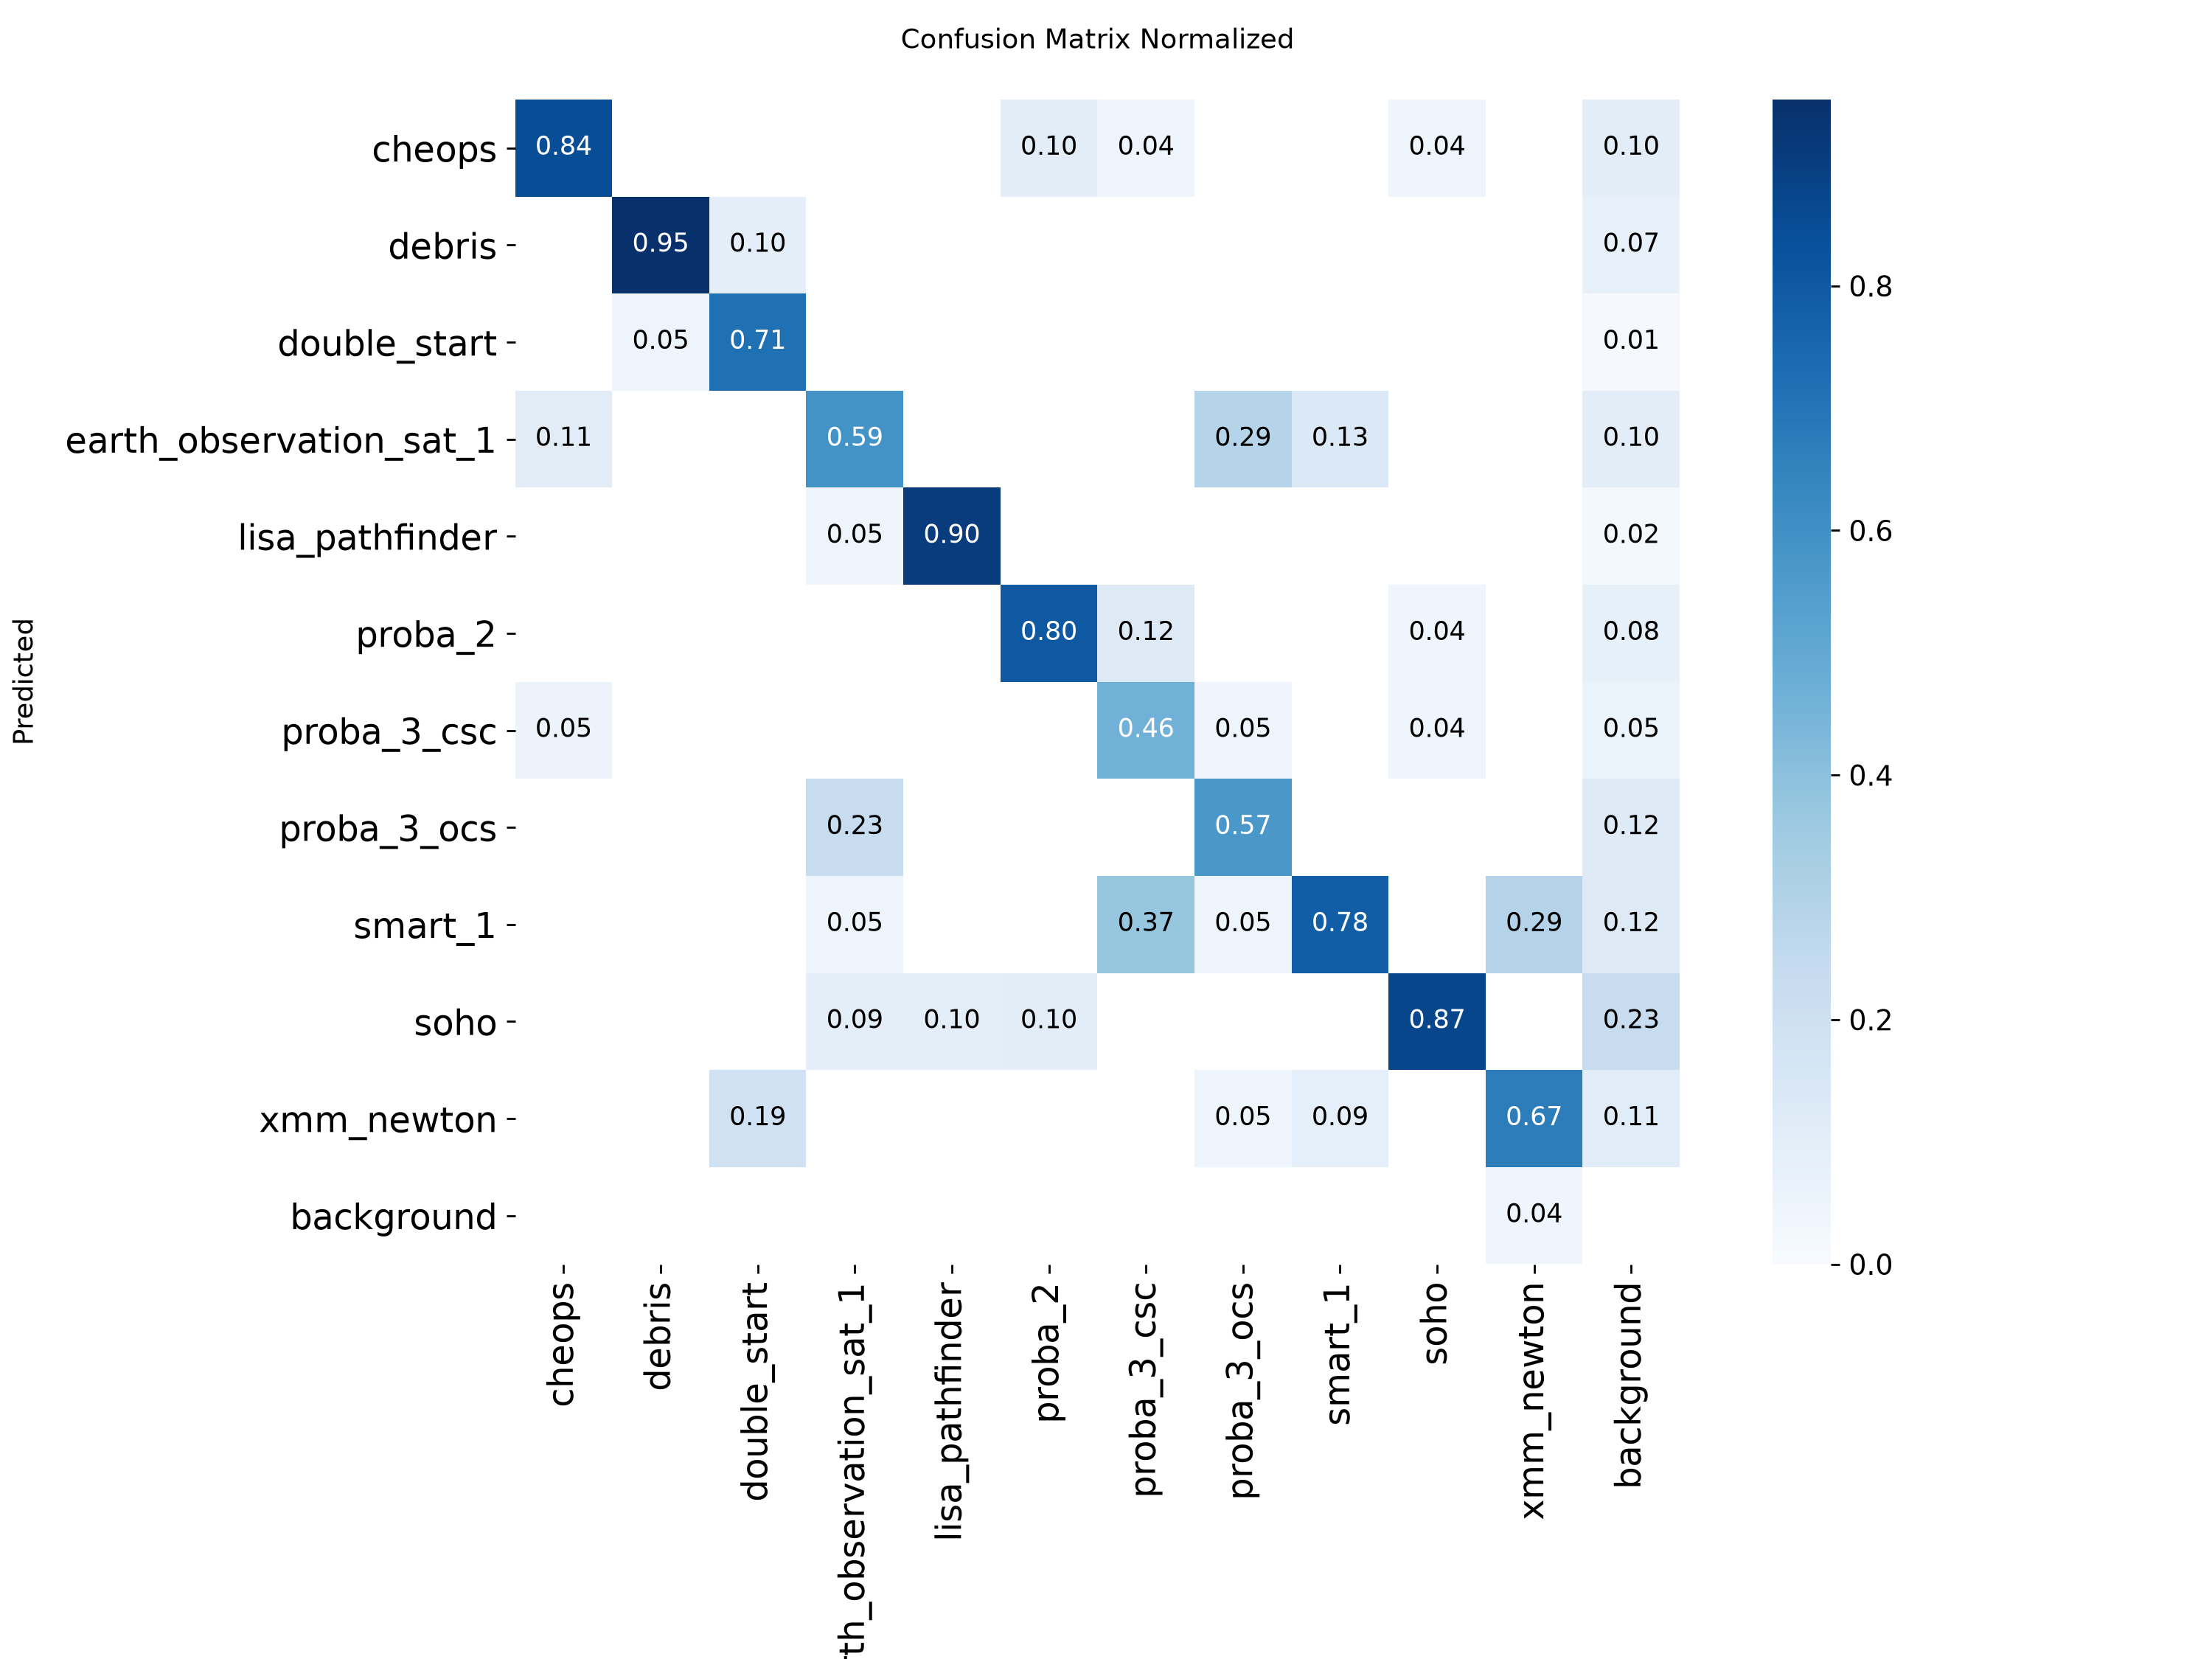 Confusion Matrix Normalized
cheops 0.84 0.10 0.04 0.04 0.10
debris 0.95 0.10 0.07
double_start 0.05 0.71 0.01
earth_observation_sat_1 0.11 0.59 0.29 0.13 0.10
lisa_pathfinder 0.05 0.90 0.02
proba_2 0.80 0.12 0.04 0.08
proba_3_csc 0.05 0.46 0.05 0.04 0.05
proba_3_ocs 0.23 0.57 0.12
smart_1 0.05 0.37 0.05 0.78 0.29 0.12
soho 0.09 0.10 0.10 0.87 0.23
xmm_newton 0.19 0.05 0.09 0.67 0.11
background 0.04
Predicted
cheops
debris
double_start
rth_observation_sat_1
lisa_pathfinder
proba_2
proba_3_csc
proba_3_ocs
smart_1
soho
xmm_newton
background
0.8
0.6
0.4
0.2
0.0